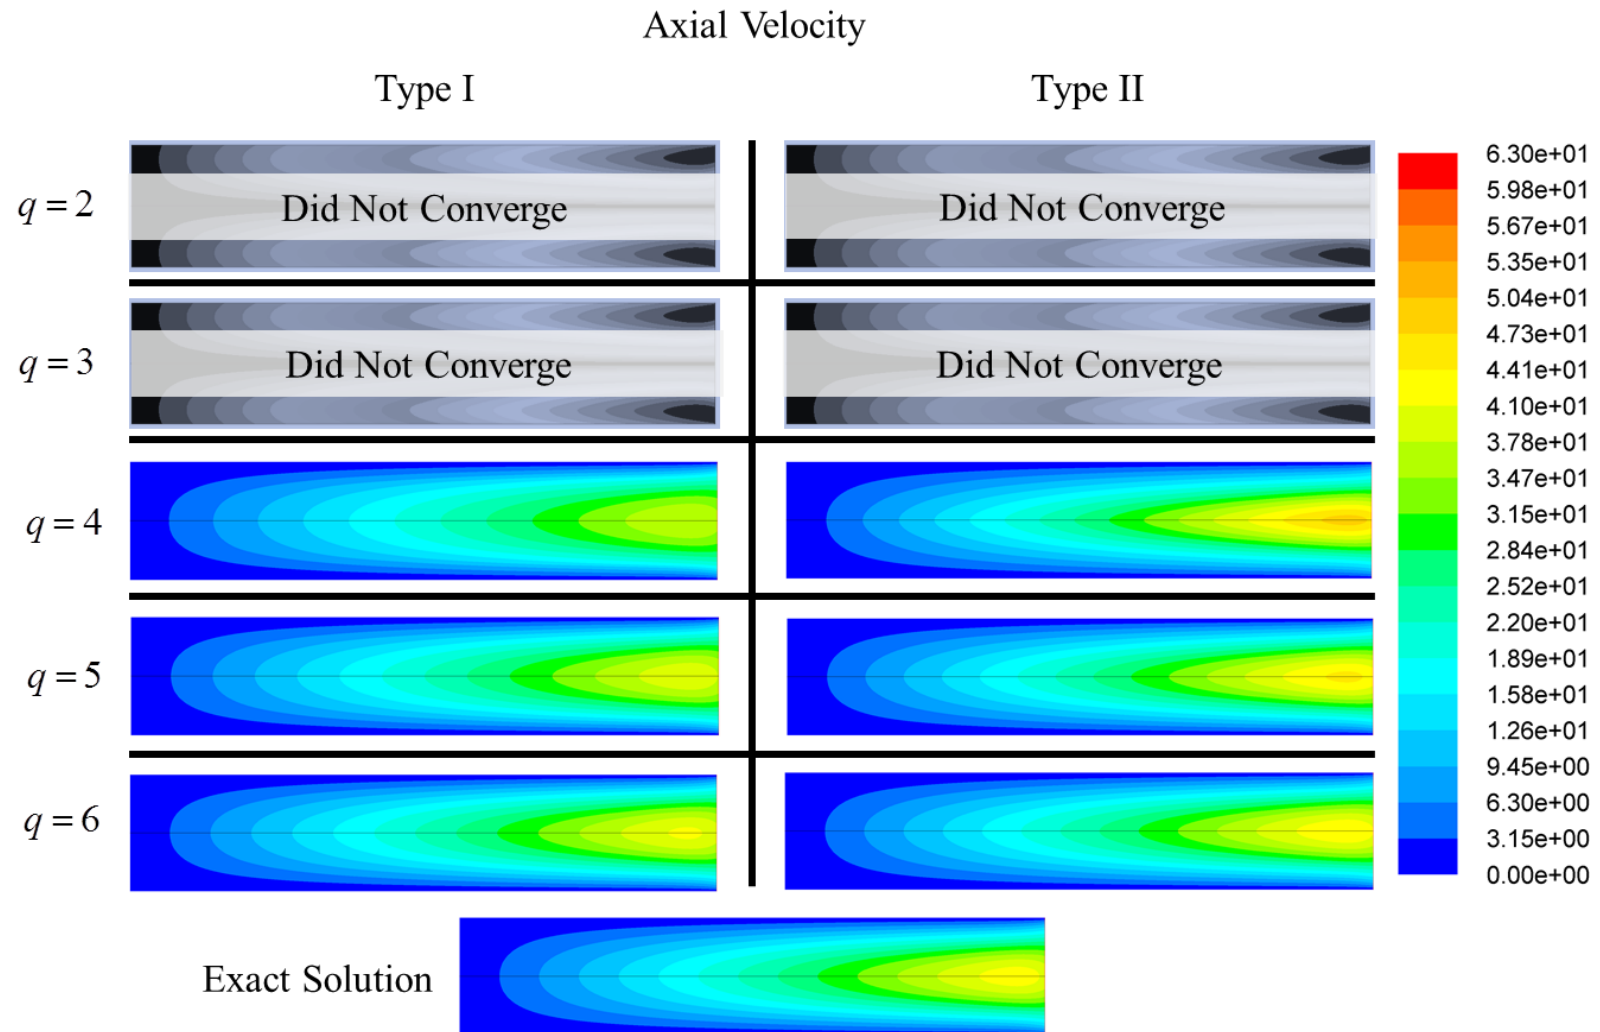 Axial Velocity
Type I
Type II
q = 2
Did Not Converge
Did Not Converge
q = 3
Did Not Converge
Did Not Converge
q = 4
q = 5
q = 6
Exact Solution
6.30e+01
5.98e+01
5.67e+01
5.35e+01
5.04e+01
4.73e+01
4.41e+01
4.10e+01
3.78e+01
3.47e+01
3.15e+01
2.84e+01
2.52e+01
2.20e+01
1.89e+01
1.58e+01
1.26e+01
9.45e+00
6.30e+00
3.15e+00
0.00e+00